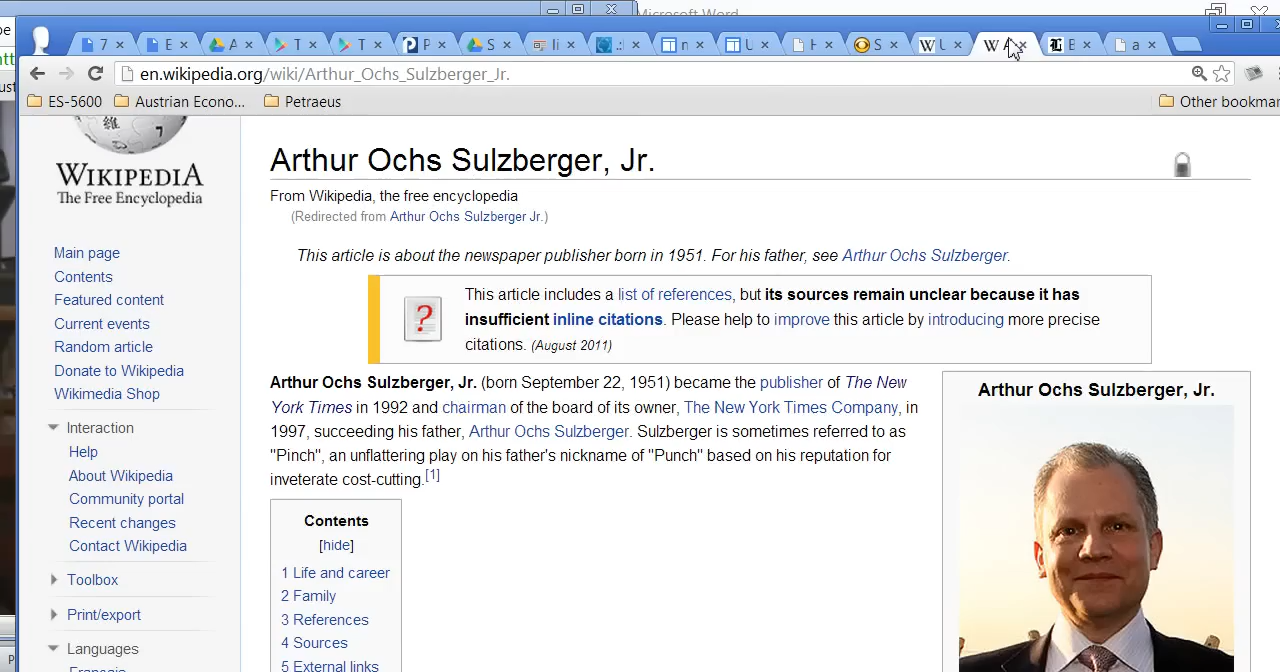 Microsoft Word
7
E
A
T
T
P
S
li
.:
n
U
H
S
U
A
E
a
en.wikipedia.org/wiki/Arthur_Ochs_Sulzberger_Jr.
ES-5600 Austrian Econo... Petraeus Other bookmar
WIKIPEDIA
The Free Encyclopedia
Main page
Contents
Featured content
Current events
Random article
Donate to Wikipedia
Wikimedia Shop
Interaction
Help
About Wikipedia
Community portal
Recent changes
Contact Wikipedia
Toolbox
Print/export
Languages
Français
Arthur Ochs Sulzberger, Jr.
From Wikipedia, the free encyclopedia
(Redirected from Arthur Ochs Sulzberger Jr.)
This article is about the newspaper publisher born in 1951. For his father, see Arthur Ochs Sulzberger.
This article includes a list of references, but its sources remain unclear because it has
insufficient inline citations. Please help to improve this article by introducing more precise
citations. (August 2011)
Arthur Ochs Sulzberger, Jr. (born September 22, 1951) became the publisher of The New
York Times in 1992 and chairman of the board of its owner, The New York Times Company, in
1997, succeeding his father, Arthur Ochs Sulzberger. Sulzberger is sometimes referred to as
"Pinch", an unflattering play on his father's nickname of "Punch" based on his reputation for
inveterate cost-cutting.[1]
Contents
[hide]
1 Life and career
2 Family
3 References
4 Sources
5 External links
Arthur Ochs Sulzberger, Jr.